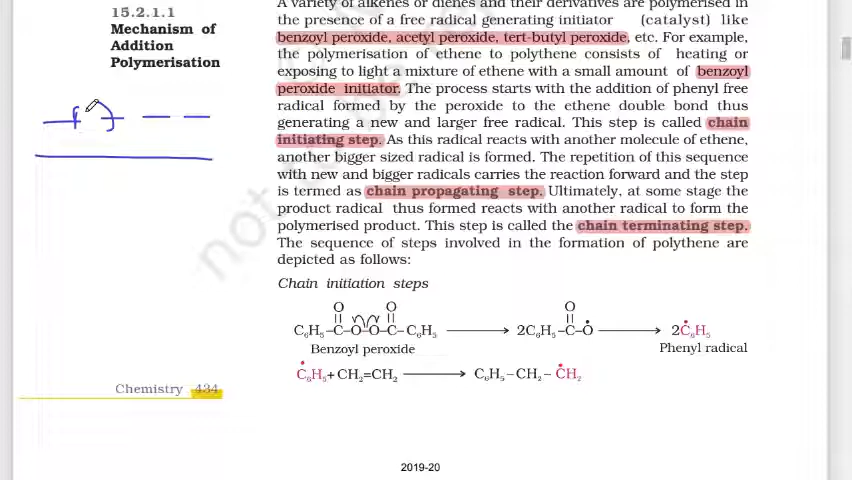 15.2.1.1
Mechanism of
Addition
Polymerisation
A variety of alkenes or dienes and their derivatives are polymerised in
the presence of a free radical generating initiator (catalyst) like
benzoyl peroxide, acetyl peroxide, tert-butyl peroxide, etc. For example,
the polymerisation of ethene to polythene consists of heating or
exposing to light a mixture of ethene with a small amount of benzoyl
peroxide initiator. The process starts with the addition of phenyl free
radical formed by the peroxide to the ethene double bond thus
generating a new and larger free radical. This step is called chain
initiating step. As this radical reacts with another molecule of ethene,
another bigger sized radical is formed. The repetition of this sequence
with new and bigger radicals carries the reaction forward and the step
is termed as chain propagating step. Ultimately, at some stage the
product radical thus formed reacts with another radical to form the
polymerised product. This step is called the chain terminating step.
The sequence of steps involved in the formation of polythene are
depicted as follows:
Chain initiation steps
O O O
C₆H₅–C–O–O–C–C₆H₅ ⟶ 2C₆H₅–C–Ȯ ⟶ 2Ċ₆H₅
Benzoyl peroxide Phenyl radical
Ċ₆H₅ + CH₂=CH₂ ⟶ C₆H₅–CH₂–ĊH₂
Chemistry 434
2019-20
not